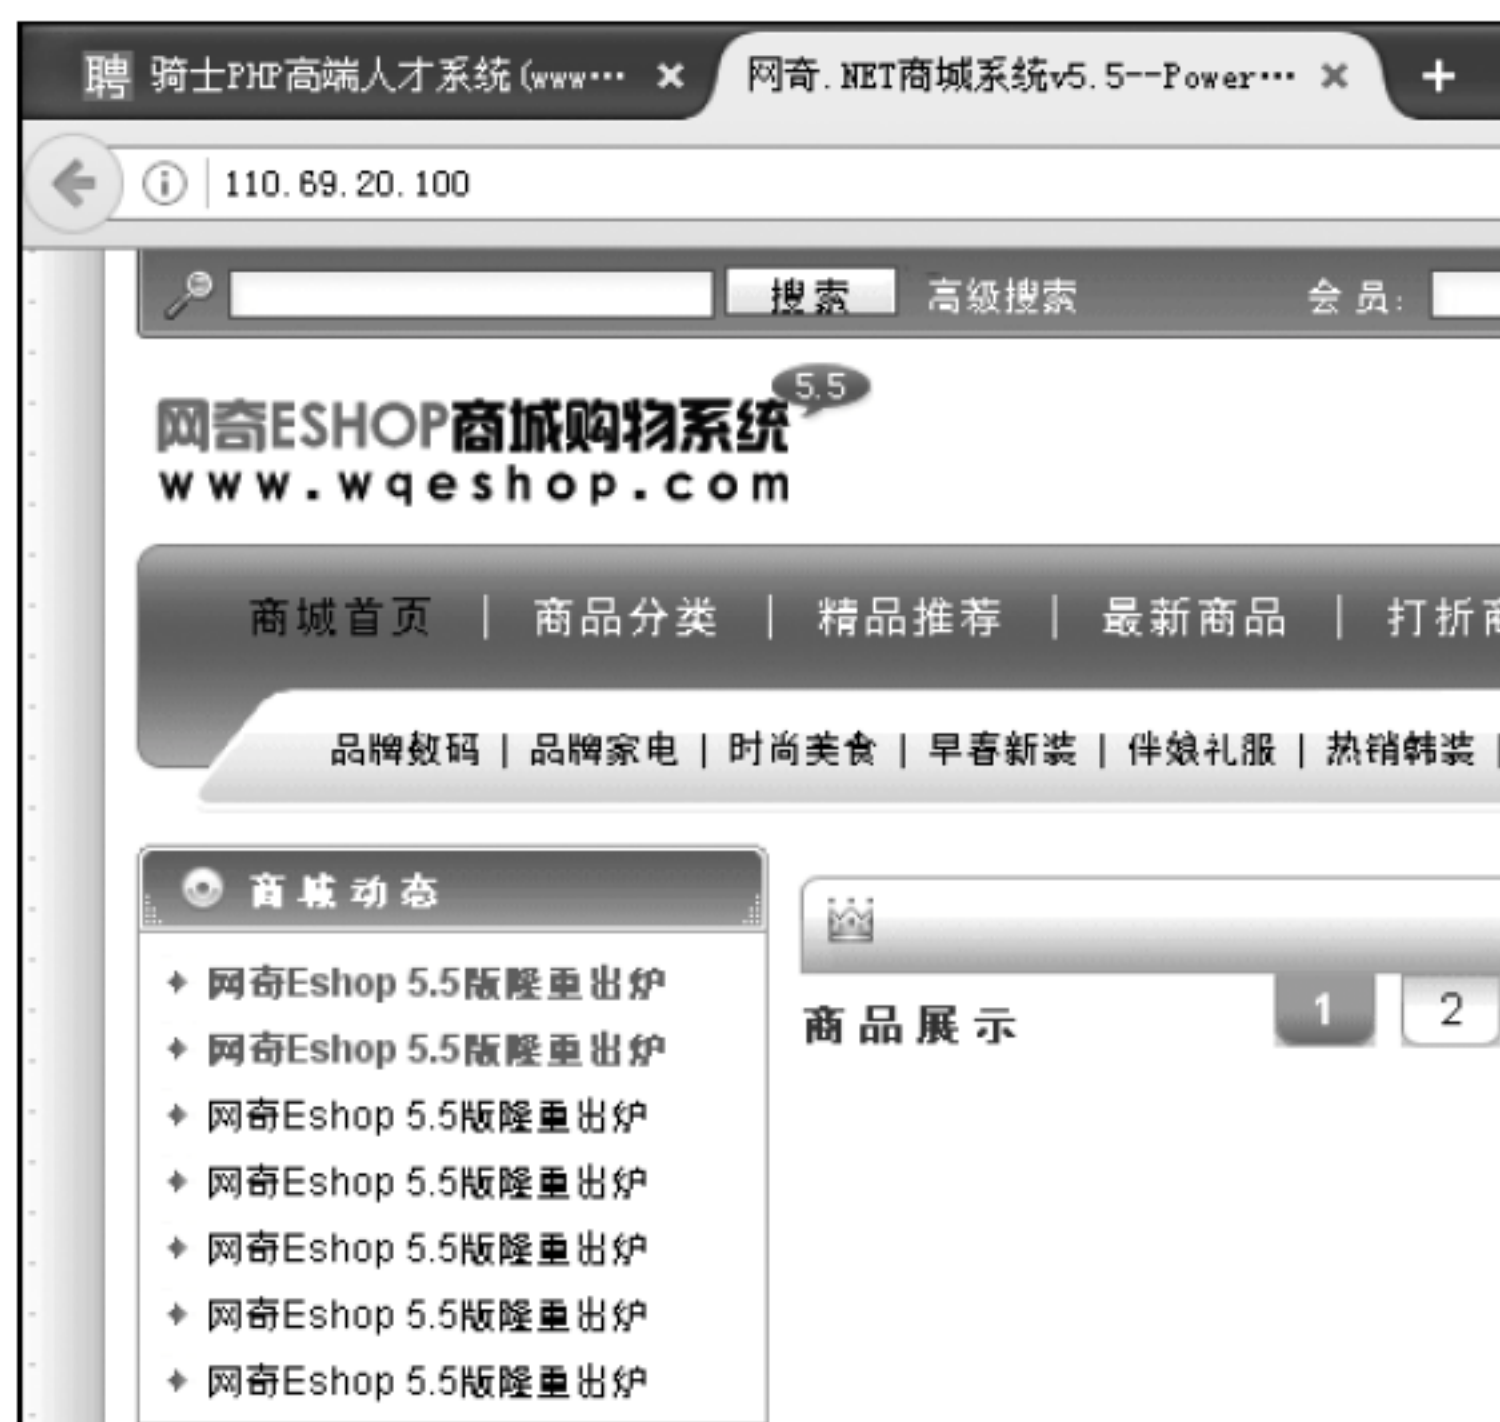 聘 骑士PHP高端人才系统(www… × 网奇.NET商城系统v5.5--Power… × +
110.69.20.100
搜索 高级搜索 会员:
5.5
网奇ESHOP商城购物系统
www.wqeshop.com
商城首页 | 商品分类 | 精品推荐 | 最新商品 | 打折商
品牌数码 | 品牌家电 | 时尚美食 | 早春新装 | 伴娘礼服 | 热销韩装 |
商城动态
网奇Eshop 5.5版隆重出炉
网奇Eshop 5.5版隆重出炉
网奇Eshop 5.5版隆重出炉
网奇Eshop 5.5版隆重出炉
网奇Eshop 5.5版隆重出炉
网奇Eshop 5.5版隆重出炉
网奇Eshop 5.5版隆重出炉
商品展示 1 2